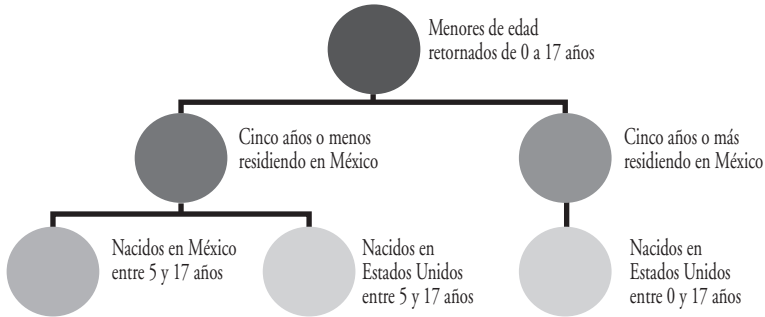 Menores de edad
retornados de 0 a 17 años
Cinco años o menos
residiendo en México
Cinco años o más
residiendo en México
Nacidos en México
entre 5 y 17 años
Nacidos en
Estados Unidos
entre 5 y 17 años
Nacidos en
Estados Unidos
entre 0 y 17 años